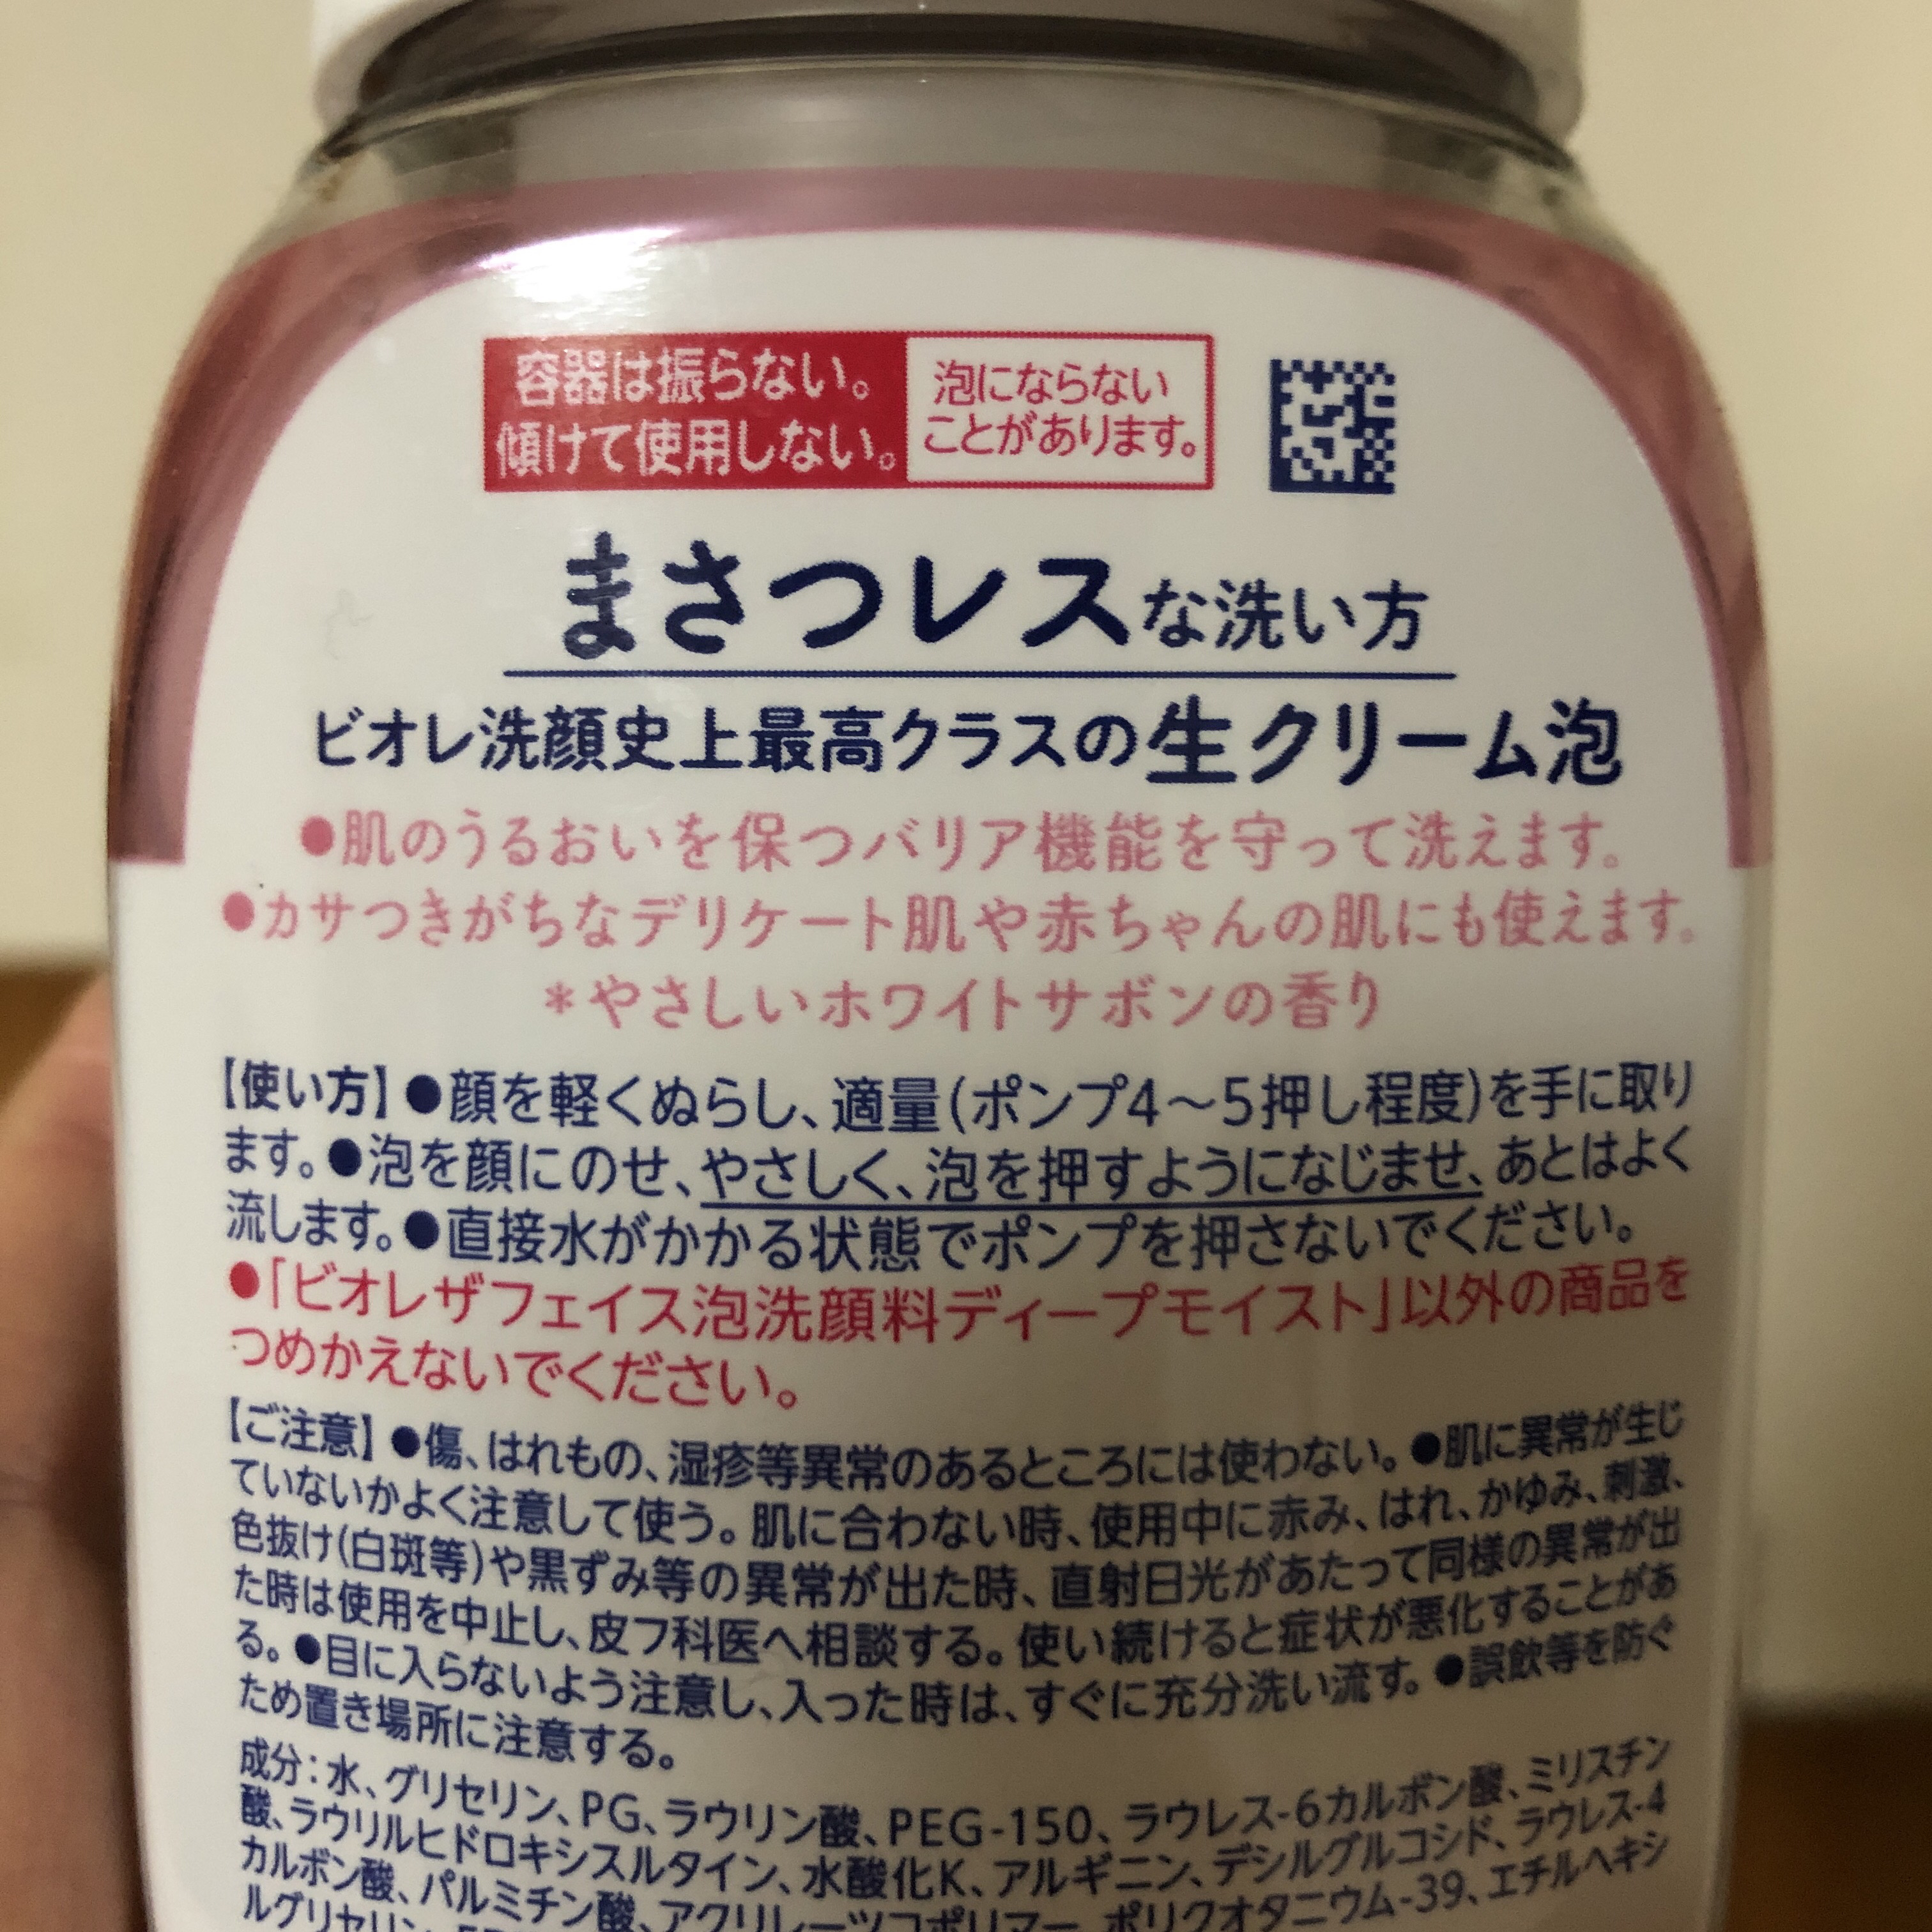 容器は振らない。
傾けて使用しない。
泡にならない
ことがあります。
まさつレスな洗い方
ビオレ洗顔史上最高クラスの生クリーム泡
●肌のうるおいを保つバリア機能を守って洗えます。
●カサつきがちなデリケート肌や赤ちゃんの肌にも使えます。
*やさしいホワイトサボンの香り
【使い方】●顔を軽くぬらし、適量(ポンプ4〜5押し程度)を手に取り
ます。●泡を顔にのせ、やさしく、泡を押すようになじませ、あとはよく
流します。●直接水がかかる状態でポンプを押さないでください。
●「ビオレザフェイス泡洗顔料ディープモイスト」以外の商品を
つめかえないでください。
【ご注意】●傷、はれもの、湿疹等異常のあるところには使わない。●肌に異常が生じ
ていないかよく注意して使う。肌に合わない時、使用中に赤み、はれ、かゆみ、刺激、
色抜け(白斑等)や黒ずみ等の異常が出た時、直射日光があたって同様の異常が出
た時は使用を中止し、皮フ科医へ相談する。使い続けると症状が悪化することがあ
る。●目に入らないよう注意し、入った時は、すぐに充分洗い流す。●誤飲等を防ぐ
ため置き場所に注意する。
成分:水、グリセリン、PG、ラウリン酸、PEG-150、ラウレス-6カルボン酸、ミリスチン
酸、ラウリルヒドロキシスルタイン、水酸化K、アルギニン、デシルグルコシド、ラウレス-4
カルボン酸、パルミチン酸、アクリレーツコポリマー、ポリクオタニウム-39、エチルヘキシ
ルグリセリン、